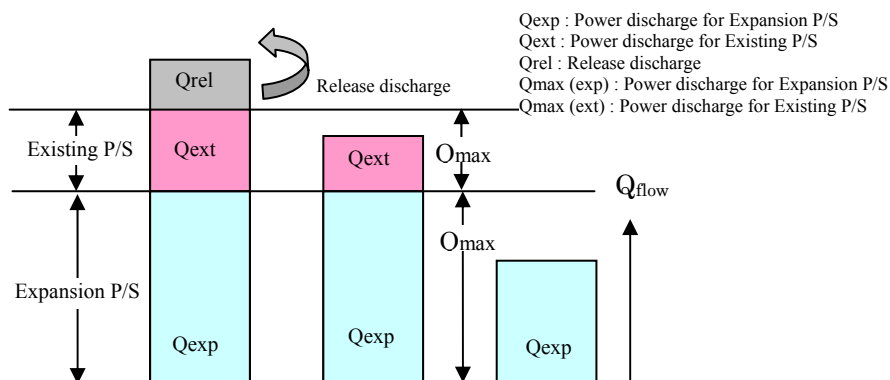 Qexp : Power discharge for Expansion P/S
Qext : Power discharge for Existing P/S
Qrel : Release discharge
Qmax (exp) : Power discharge for Expansion P/S
Qmax (ext) : Power discharge for Existing P/S
Qrel
Release discharge
Existing P/S
Qext
Qext
Omax
Qflow
Omax
Expansion P/S
Qexp
Qexp
Qexp